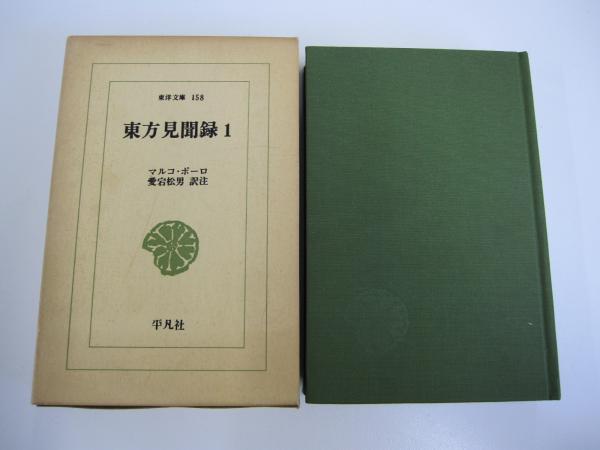 東洋文庫 158
東方見聞録 1
マルコ・ポーロ
愛宕松男 訳注
平凡社